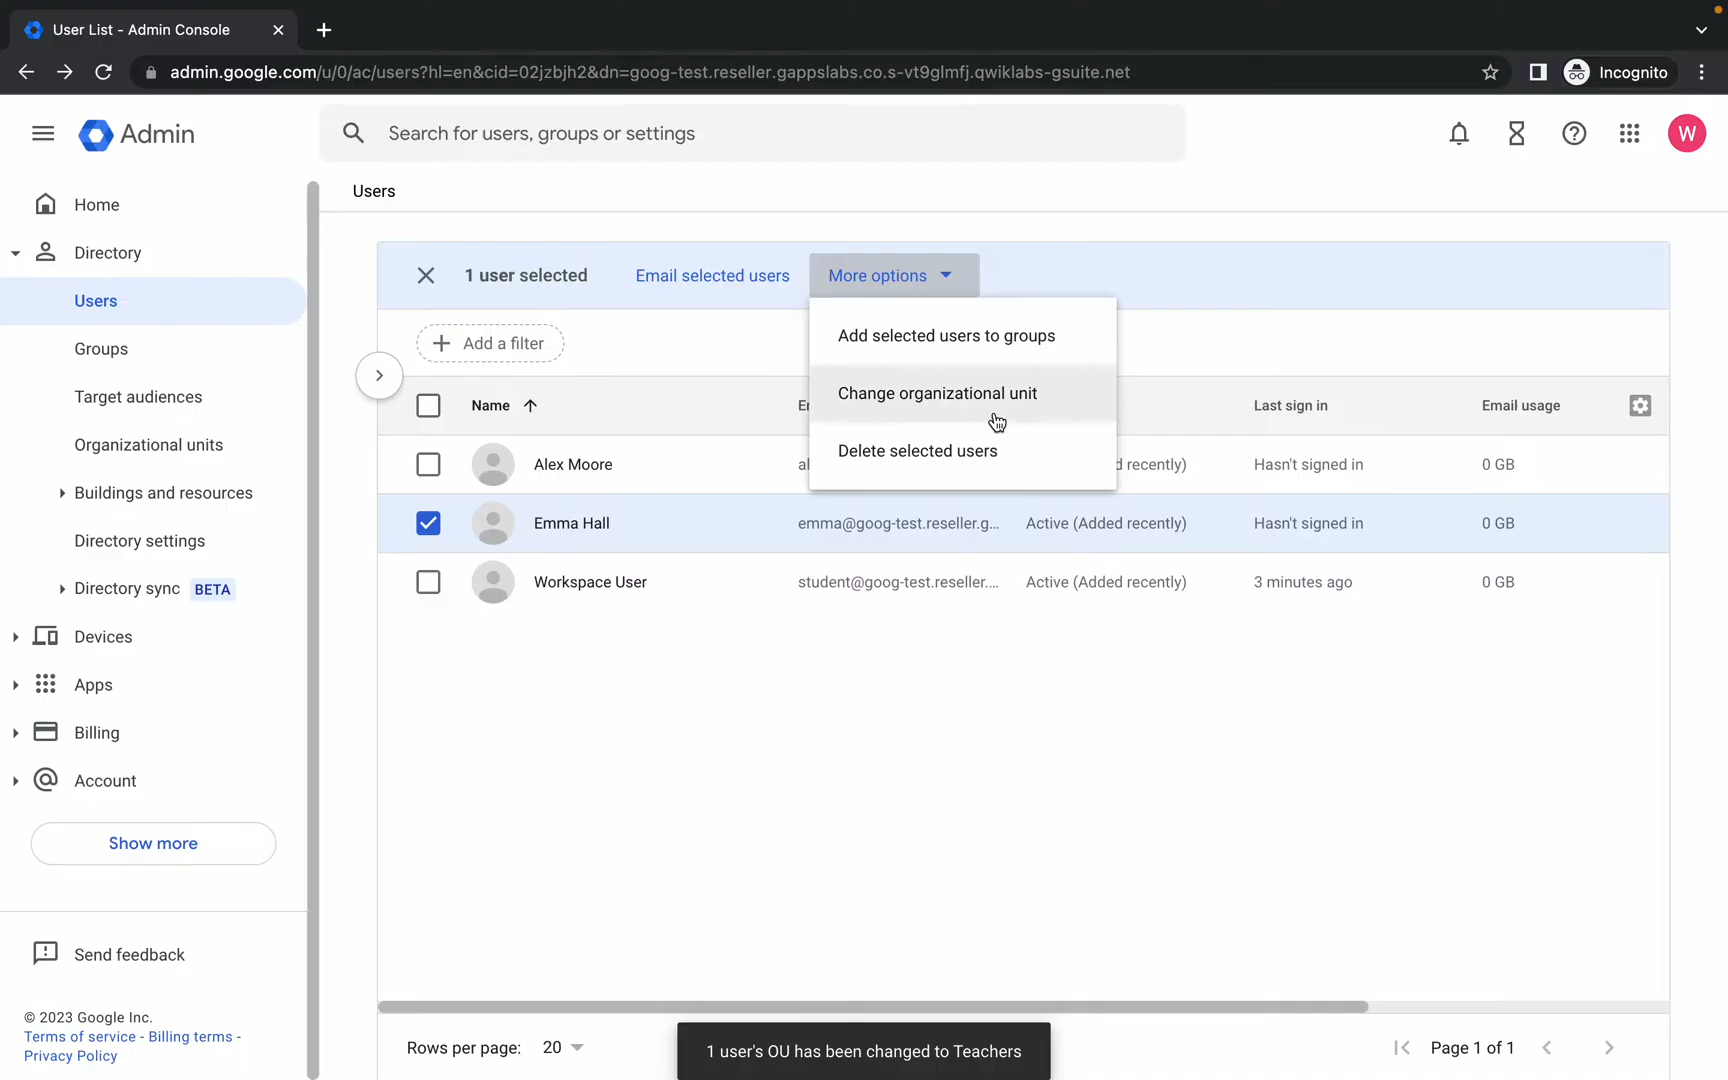 User List - Admin Console
admin.google.com/u/0/ac/users?hl=en&cid=02jzbjh2&dn=goog-test.reseller.gappslabs.co.s-vt9glmfj.qwiklabs-gsuite.net
Incognito
Admin
Search for users, groups or settings
W
Home
Directory
Users
Groups
Target audiences
Organizational units
Buildings and resources
Directory settings
Directory sync BETA
Devices
Apps
Billing
Account
Show more
Send feedback
© 2023 Google Inc.
Terms of service - Billing terms -
Privacy Policy
Users
1 user selected
Email selected users
More options
Add selected users to groups
Change organizational unit
Delete selected users
Add a filter
Name
Last sign in
Email usage
Alex Moore
recently)
Hasn't signed in
0 GB
Emma Hall
emma@goog-test.reseller.g...
Active (Added recently)
Hasn't signed in
0 GB
Workspace User
student@goog-test.reseller....
Active (Added recently)
3 minutes ago
0 GB
Rows per page: 20
1 user's OU has been changed to Teachers
Page 1 of 1